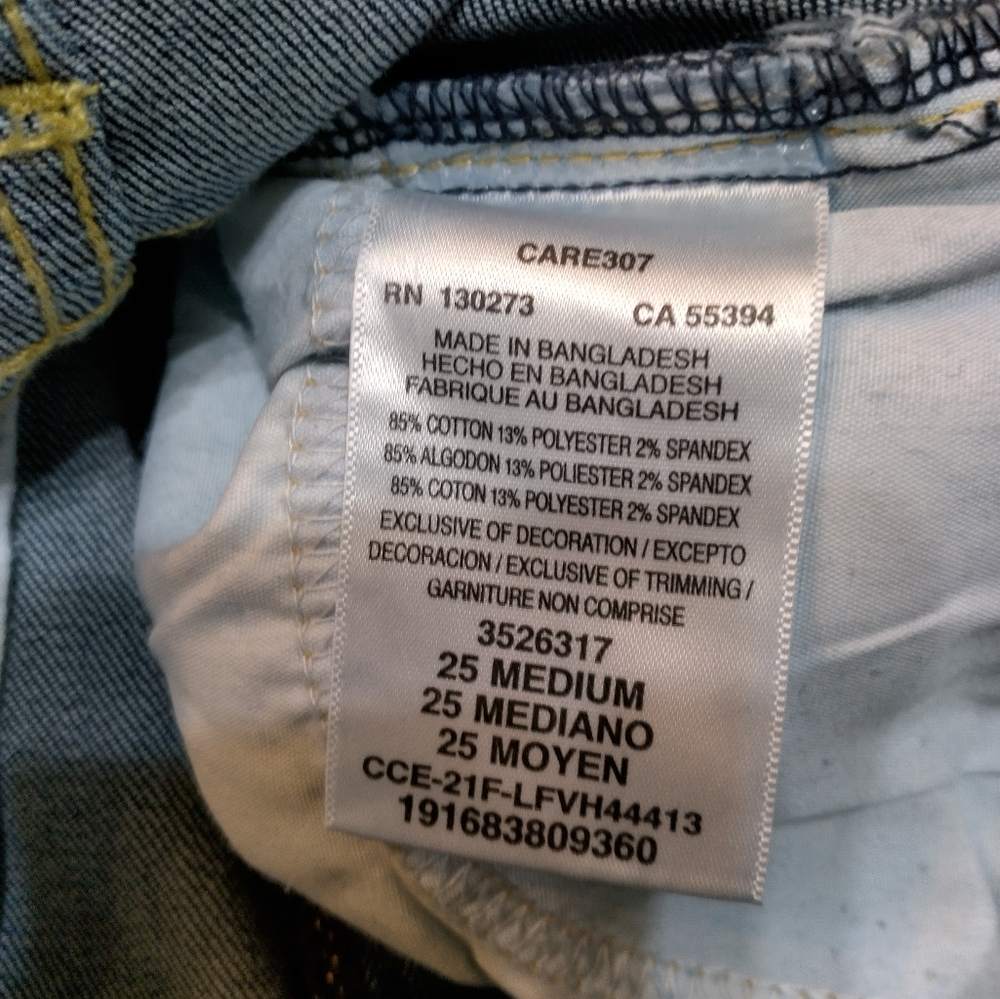 CARE307
RN 130273 CA 55394
MADE IN BANGLADESH
HECHO EN BANGLADESH
FABRIQUE AU BANGLADESH
85% COTTON 13% POLYESTER 2% SPANDEX
85% ALGODON 13% POLIESTER 2% SPANDEX
85% COTON 13% POLYESTER 2% SPANDEX
EXCLUSIVE OF DECORATION / EXCEPTO
DECORACION / EXCLUSIVE OF TRIMMING /
GARNITURE NON COMPRISE
3526317
25 MEDIUM
25 MEDIANO
25 MOYEN
CCE-21F-LFVH44413
191683809360